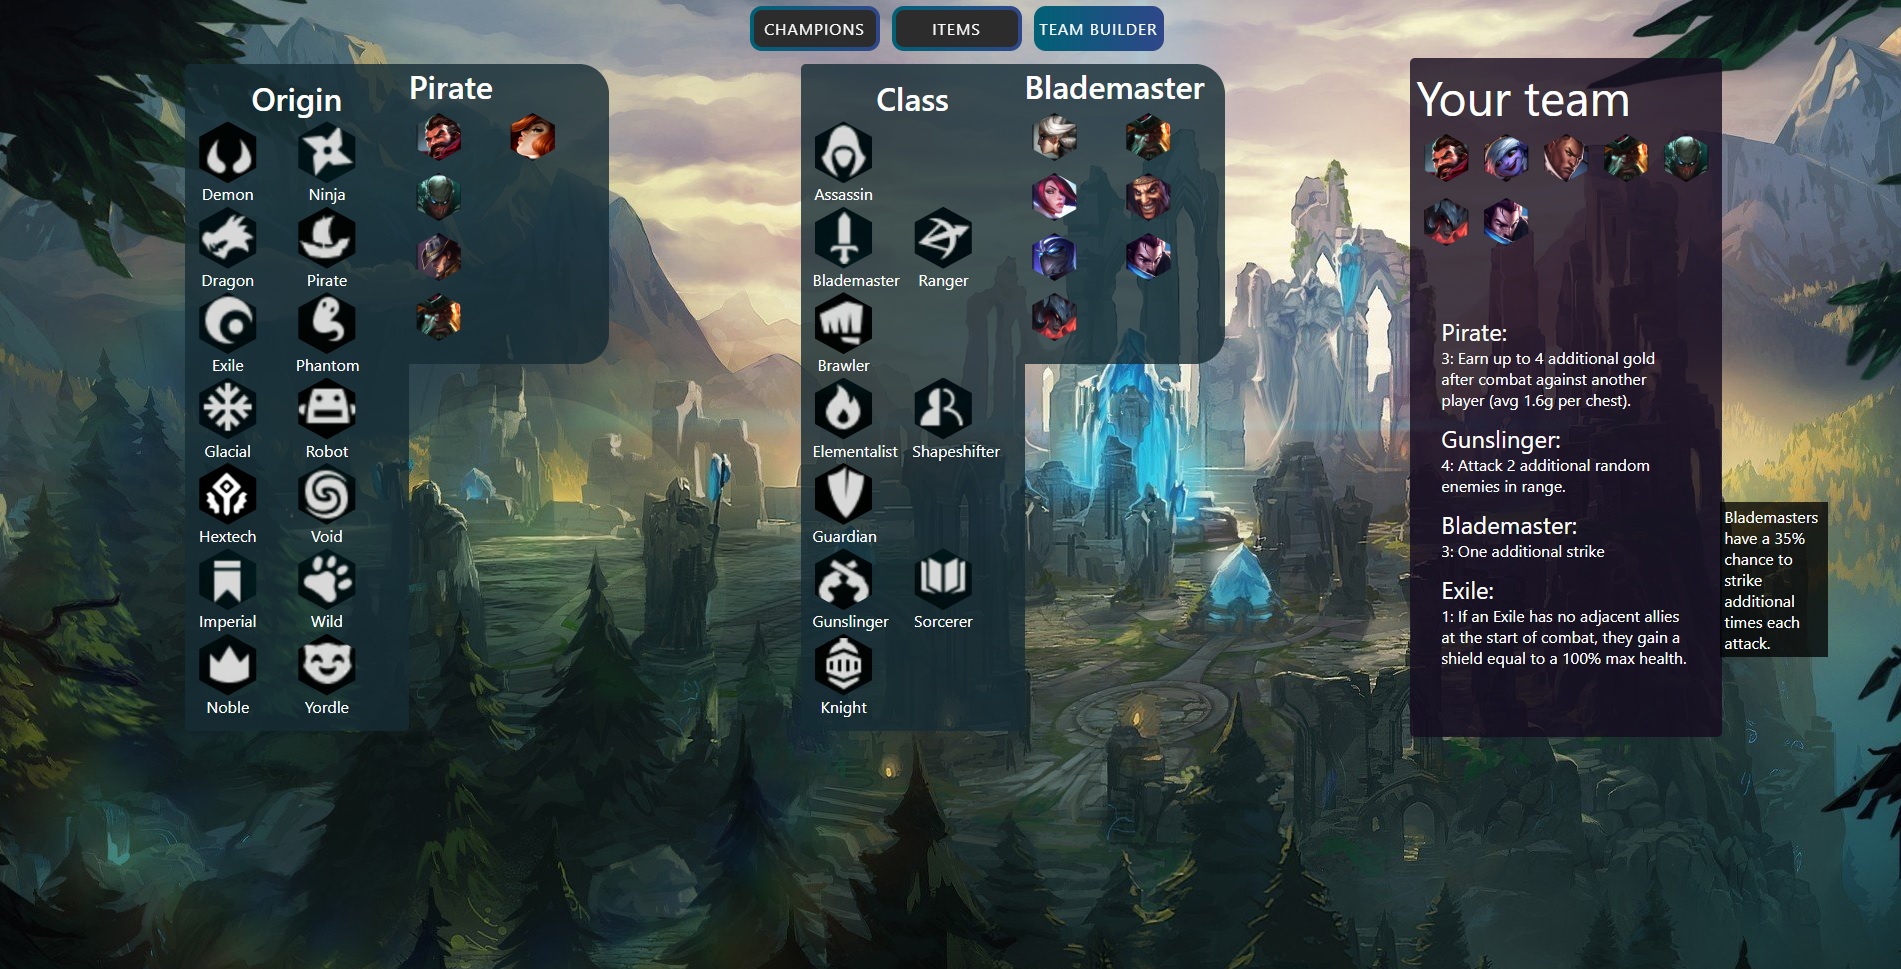 CHAMPIONS
ITEMS
TEAM BUILDER
Origin
Demon
Ninja
Dragon
Pirate
Exile
Phantom
Glacial
Robot
Hextech
Void
Imperial
Wild
Noble
Yordle
Pirate
Class
Assassin
Blademaster
Ranger
Brawler
Elementalist
Shapeshifter
Guardian
Gunslinger
Sorcerer
Knight
Blademaster
Your team
Pirate:
3: Earn up to 4 additional gold
after combat against another
player (avg 1.6g per chest).
Gunslinger:
4: Attack 2 additional random
enemies in range.
Blademaster:
3: One additional strike
Exile:
1: If an Exile has no adjacent allies
at the start of combat, they gain a
shield equal to a 100% max health.
Blademasters
have a 35%
chance to
strike
additional
times each
attack.